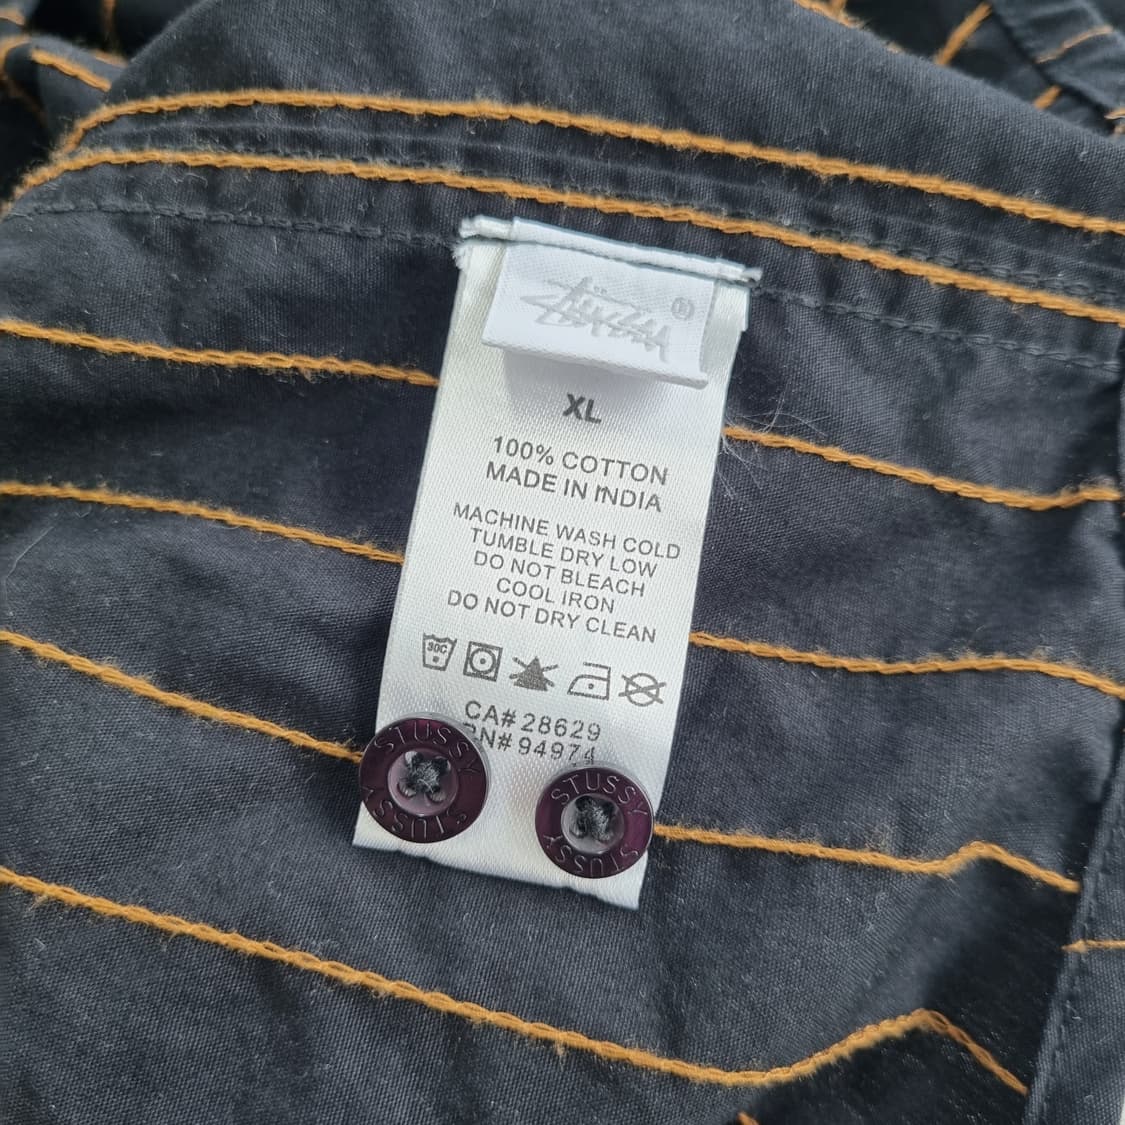 Stüssy ®
XL
100% COTTON
MADE IN INDIA
MACHINE WASH COLD
TUMBLE DRY LOW
DO NOT BLEACH
COOL IRON
DO NOT DRY CLEAN
30C
CA# 28629
RN# 94974
STUSSY STUSSY
STUSSY STUSSY